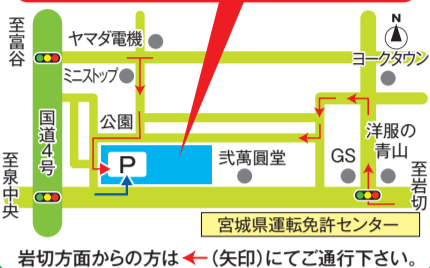 至富谷
ヤマダ電機
N
ヨークタウン
ミニストップ
公園
国道4号
洋服の
青山
P
弐萬圓堂
GS
至泉中央
至岩切
宮城県運転免許センター
岩切方面からの方は←(矢印)にてご通行下さい。